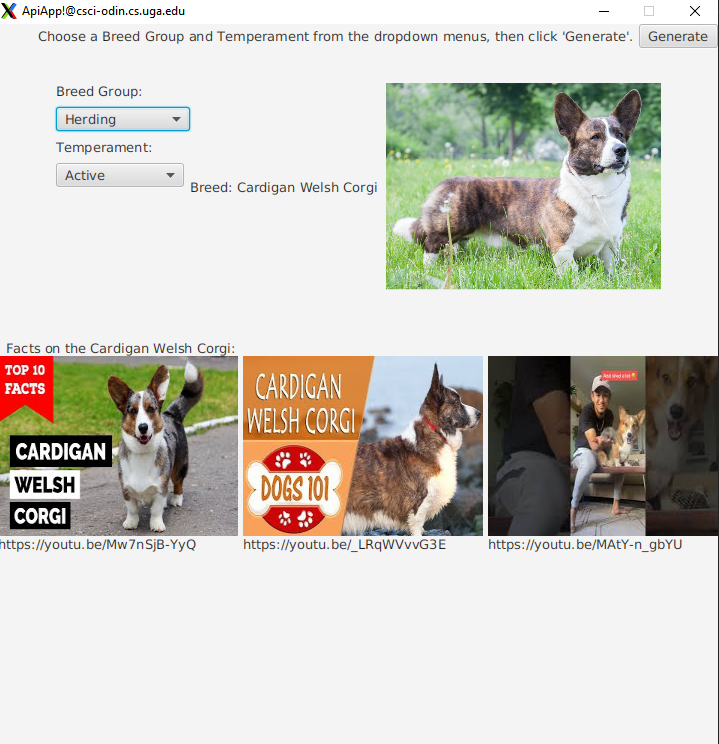 ApiApp!@csci-odin.cs.uga.edu
Choose a Breed Group and Temperament from the dropdown menus, then click 'Generate'.
Generate
Breed Group:
Herding
Temperament:
Active
Breed: Cardigan Welsh Corgi
Facts on the Cardigan Welsh Corgi:
TOP 10
FACTS
CARDIGAN
WELSH
CORGI
https://youtu.be/Mw7nSjB-YyQ
CARDIGAN
WELSH CORGI
DOGS 101
https://youtu.be/_LRqWVvvG3E
And shed a lot
https://youtu.be/MAtY-n_gbYU